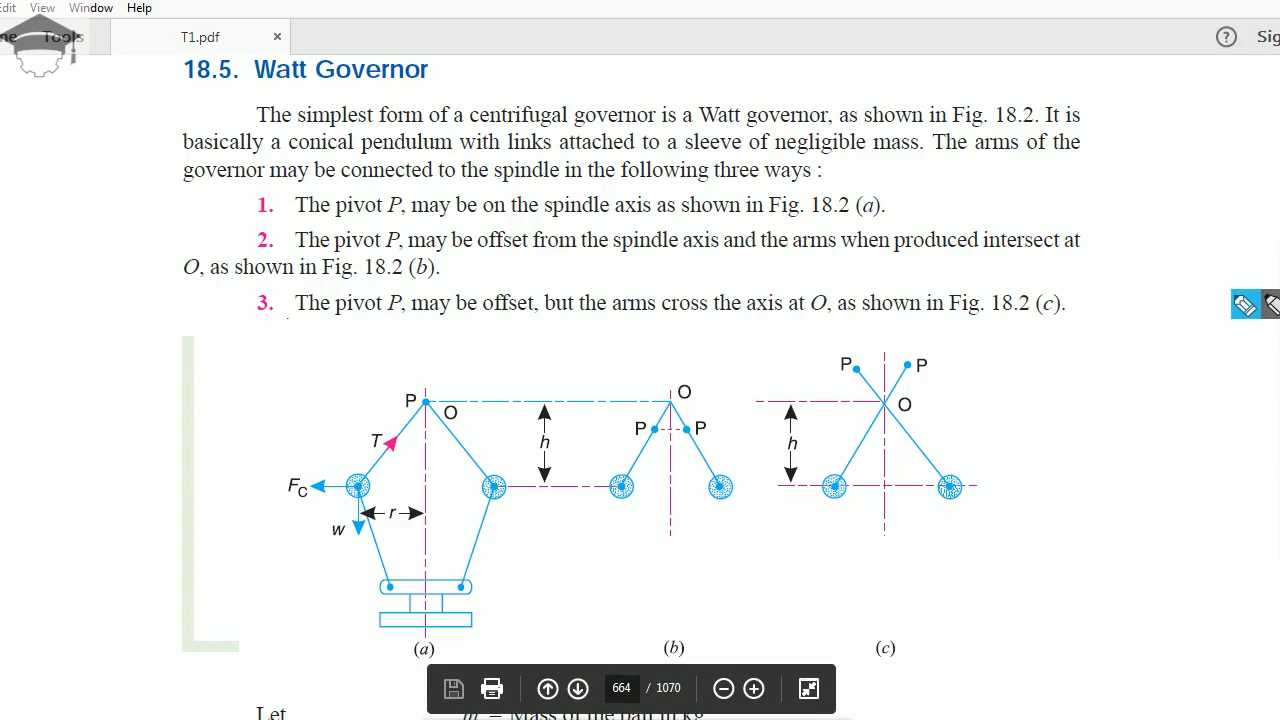 Edit View Window Help
Tools T1.pdf × ? Sig
18.5. Watt Governor
The simplest form of a centrifugal governor is a Watt governor, as shown in Fig. 18.2. It is
basically a conical pendulum with links attached to a sleeve of negligible mass. The arms of the
governor may be connected to the spindle in the following three ways :
1. The pivot P, may be on the spindle axis as shown in Fig. 18.2 (a).
2. The pivot P, may be offset from the spindle axis and the arms when produced intersect at
O, as shown in Fig. 18.2 (b).
3. The pivot P, may be offset, but the arms cross the axis at O, as shown in Fig. 18.2 (c).
P O T FC w r
h
O P P
h
P P O
(a) (b) (c)
664 / 1070
Let m = Mass of the ball in kg